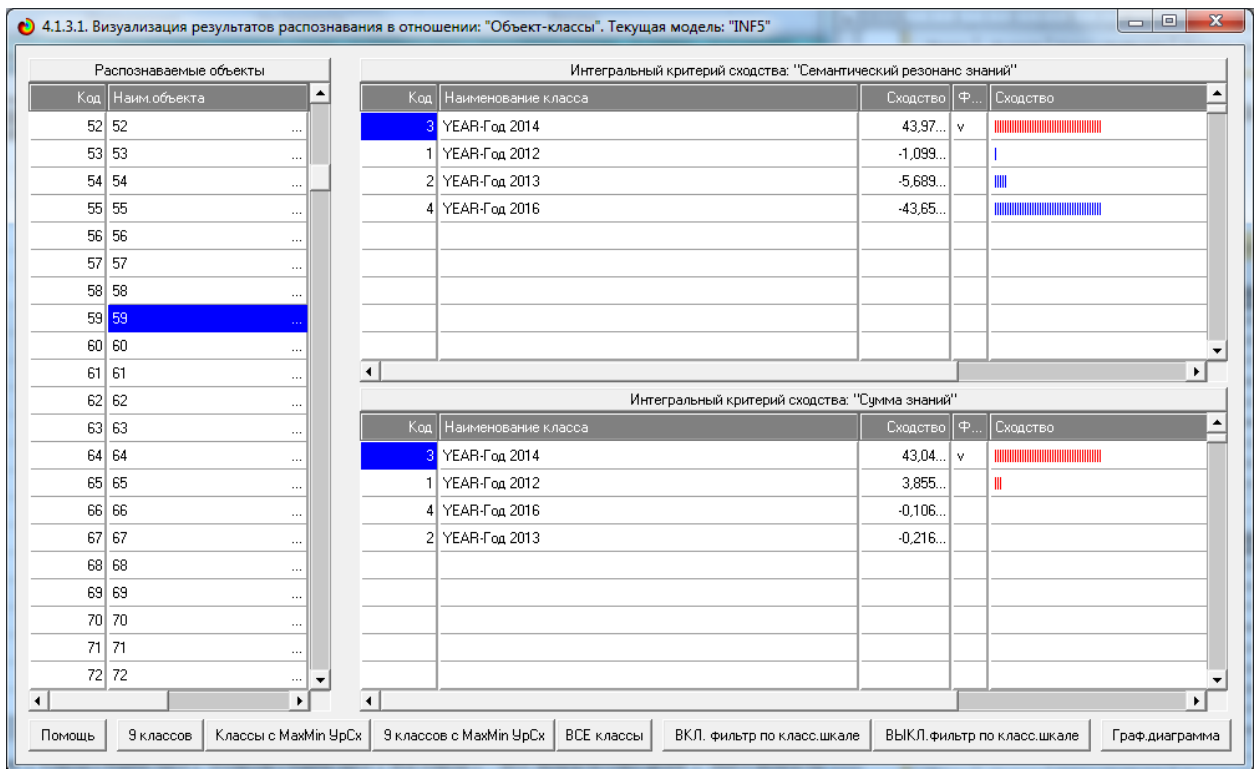 4.1.3.1. Визуализация результатов распознавания в отношении: "Объект-классы". Текущая модель: "INF5"
Распознаваемые объекты
Код Наим.объекта
52 52 ...
53 53 ...
54 54 ...
55 55 ...
56 56 ...
57 57 ...
58 58 ...
59 59 ...
60 60 ...
61 61 ...
62 62 ...
63 63 ...
64 64 ...
65 65 ...
66 66 ...
67 67 ...
68 68 ...
69 69 ...
70 70 ...
71 71 ...
72 72 ...
Интегральный критерий сходства: "Семантический резонанс знаний"
Код Наименование класса Сходство Ф... Сходство
3 YEAR-Год 2014 43,97... v
1 YEAR-Год 2012 -1,099...
2 YEAR-Год 2013 -5,689...
4 YEAR-Год 2016 -43,65...
Интегральный критерий сходства: "Сумма знаний"
Код Наименование класса Сходство Ф... Сходство
3 YEAR-Год 2014 43,04... v
1 YEAR-Год 2012 3,855...
4 YEAR-Год 2016 -0,106...
2 YEAR-Год 2013 -0,216...
Помощь 9 классов Классы с MaxMin УрСх 9 классов с MaxMin УрСх ВСЕ классы ВКЛ. фильтр по класс.шкале ВЫКЛ.фильтр по класс.шкале Граф.диаграмма